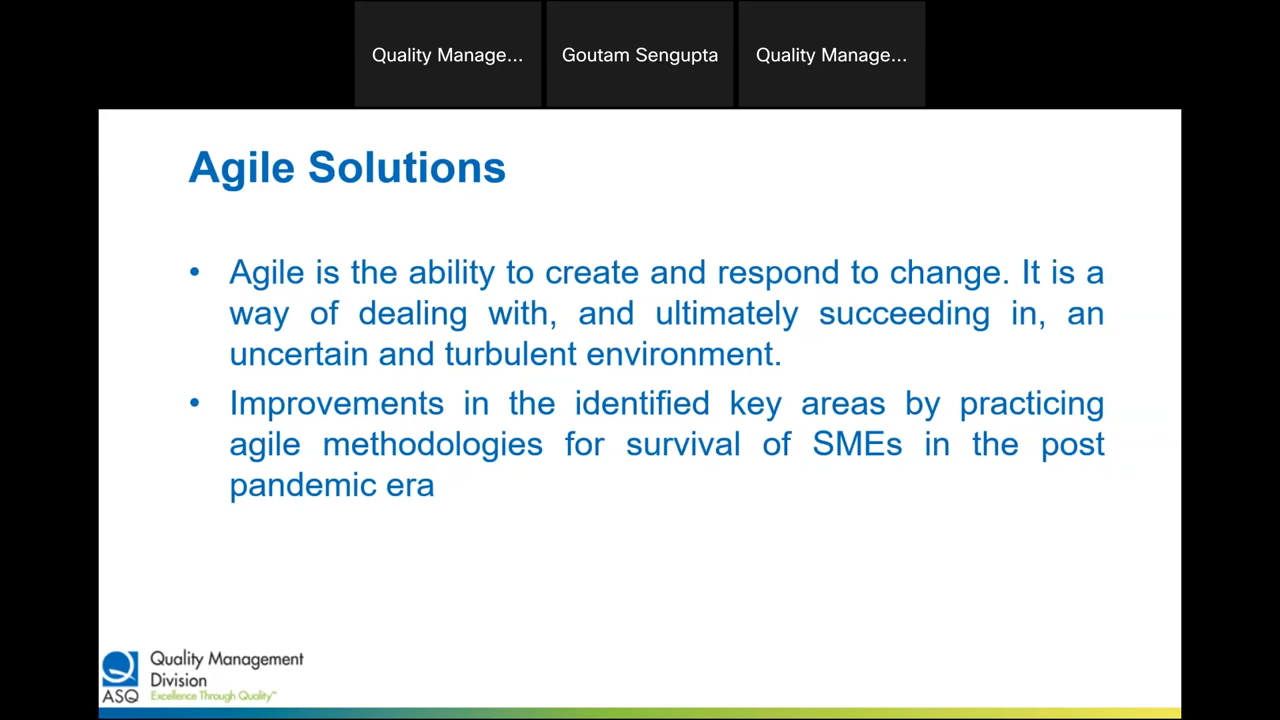 Quality Manage... Goutam Sengupta Quality Manage...
Agile Solutions
• Agile is the ability to create and respond to change. It is a
way of dealing with, and ultimately succeeding in, an
uncertain and turbulent environment.
• Improvements in the identified key areas by practicing
agile methodologies for survival of SMEs in the post
pandemic era
Quality Management
Division
ASQ Excellence Through Quality™